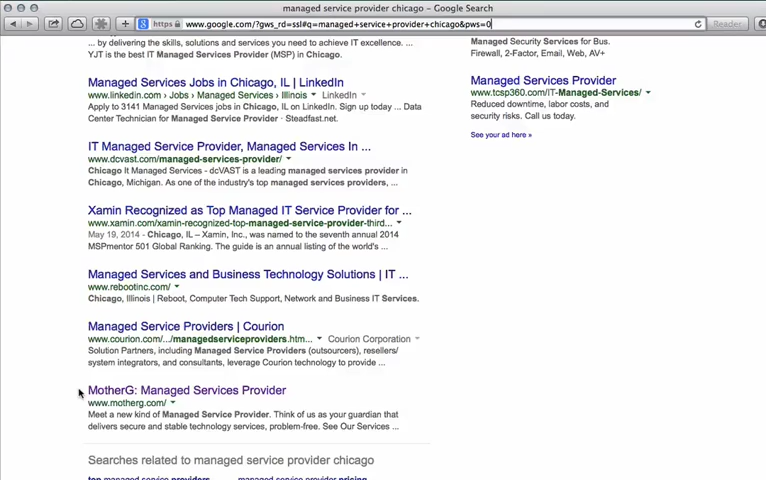 managed service provider chicago – Google Search
https www.google.com/?gws_rd=ssl#q=managed+service+provider+chicago&pws=0
Reader
... by delivering the skills, solutions and services you need to achieve IT excellence. ...
YJT is the best IT Managed Service Provider (MSP) in Chicago.
Managed Services Jobs in Chicago, IL | LinkedIn
www.linkedin.com › Jobs › Managed Services › Illinois ▾ LinkedIn ▾
Apply to 3141 Managed Services jobs in Chicago, IL on LinkedIn. Sign up today ... Data
Center Technician for Managed Service Provider · Steadfast.net.
IT Managed Service Provider, Managed Services In ...
www.dcvast.com/managed-services-provider/ ▾
Chicago It Managed Services - dcVAST is a leading managed services provider in
Chicago, Michigan. As one of the industry's top managed services providers, ...
Xamin Recognized as Top Managed IT Service Provider for ...
www.xamin.com/xamin-recognized-top-managed-service-provider-third... ▾
May 19, 2014 - Chicago, IL – Xamin, Inc., was named to the seventh annual 2014
MSPmentor 501 Global Ranking. The guide is an annual listing of the world's ...
Managed Services and Business Technology Solutions | IT ...
www.rebootinc.com/ ▾
Chicago, Illinois | Reboot, Computer Tech Support, Network and Business IT Services.
Managed Service Providers | Courion
www.courion.com/.../managedserviceproviders.htm... ▾ Courion Corporation ▾
Solution Partners, including Managed Service Providers (outsourcers), resellers/
system integrators, and consultants, leverage Courion technology to provide ...
MotherG: Managed Services Provider
www.motherg.com/ ▾
Meet a new kind of Managed Service Provider. Think of us as your guardian that
delivers secure and stable technology services, problem-free. See Our Services ...
Searches related to managed service provider chicago
top managed service providers managed service provider pricing
Managed Security Services for Bus.
Firewall, 2-Factor, Email, Web, AV+
Managed Services Provider
www.tcsp360.com/IT-Managed-Services/ ▾
Reduced downtime, labor costs, and
security risks. Call us today.
See your ad here »